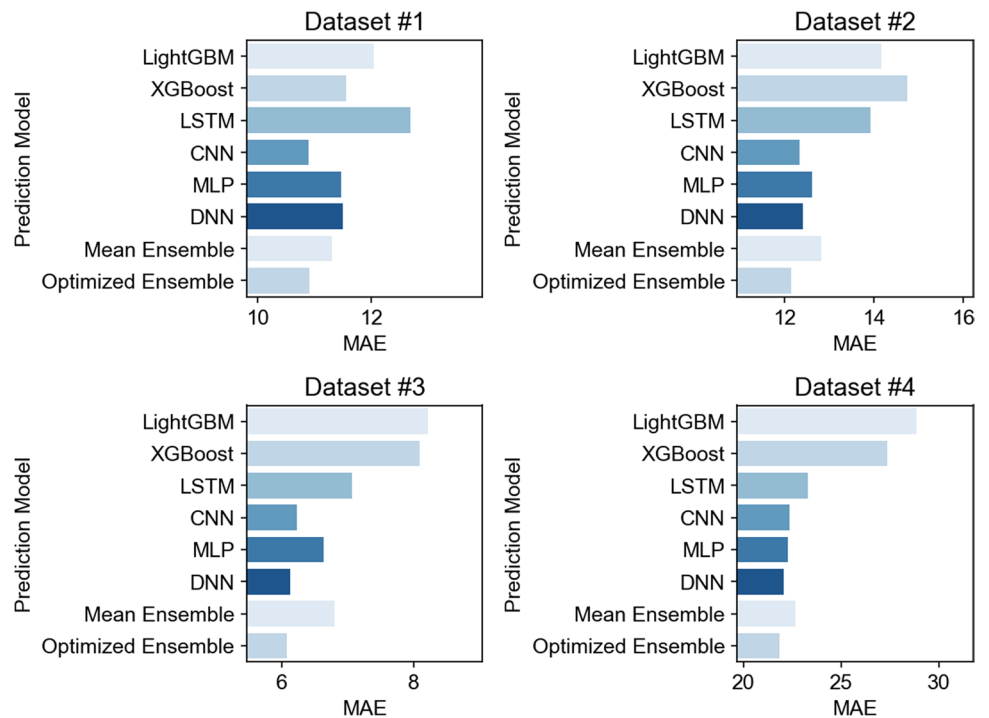 Dataset #1
Prediction Model
LightGBM
XGBoost
LSTM
CNN
MLP
DNN
Mean Ensemble
Optimized Ensemble
10 12
MAE
Dataset #2
Prediction Model
LightGBM
XGBoost
LSTM
CNN
MLP
DNN
Mean Ensemble
Optimized Ensemble
12 14 16
MAE
Dataset #3
Prediction Model
LightGBM
XGBoost
LSTM
CNN
MLP
DNN
Mean Ensemble
Optimized Ensemble
6 8
MAE
Dataset #4
Prediction Model
LightGBM
XGBoost
LSTM
CNN
MLP
DNN
Mean Ensemble
Optimized Ensemble
20 25 30
MAE